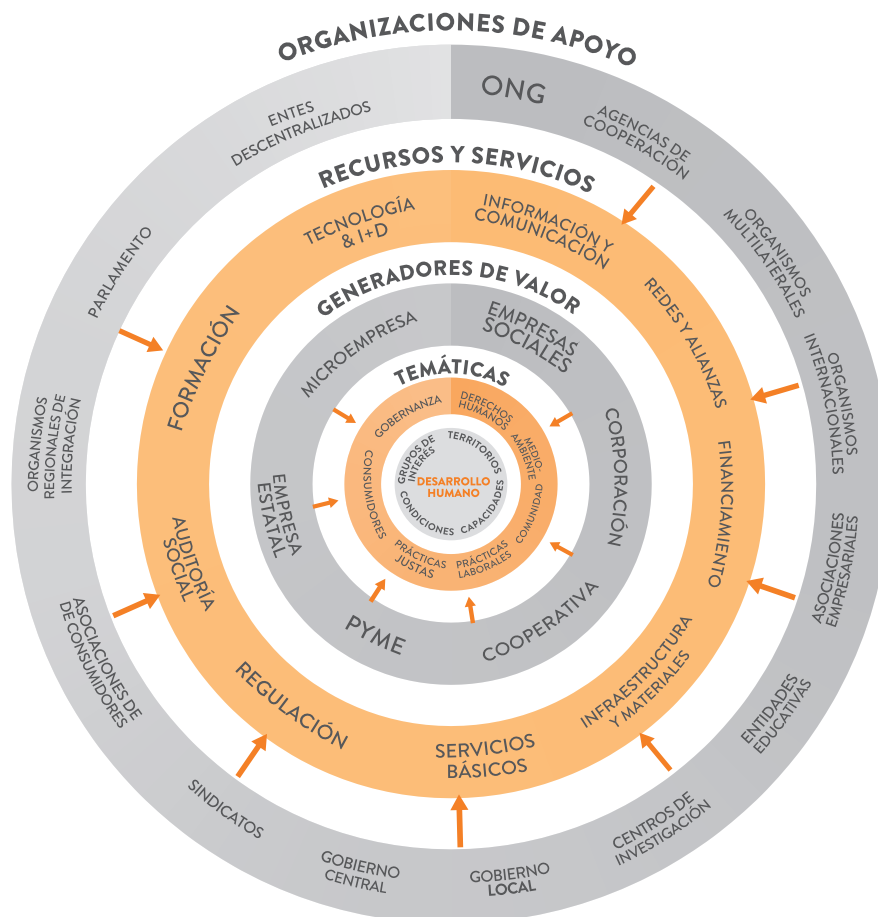 ORGANIZACIONES DE APOYO
ONG
AGENCIAS DE
COOPERACIÓN
ORGANISMOS
MULTILATERALES
ORGANISMOS
INTERNACIONALES
ASOCIACIONES
EMPRESARIALES
ENTIDADES
EDUCATIVAS
CENTROS DE
INVESTIGACIÓN
GOBIERNO
LOCAL
GOBIERNO
CENTRAL
SINDICATOS
ASOCIACIONES
DE CONSUMIDORES
ORGANISMOS
REGIONALES DE
INTEGRACIÓN
PARLAMENTO
ENTES
DESCENTRALIZADOS
RECURSOS Y SERVICIOS
INFORMACIÓN Y
COMUNICACIÓN
REDES Y ALIANZAS
FINANCIAMIENTO
INFRAESTRUCTURA
Y MATERIALES
SERVICIOS
BÁSICOS
REGULACIÓN
AUDITORÍA
SOCIAL
FORMACIÓN
TECNOLOGÍA
& I+D
GENERADORES DE VALOR
EMPRESAS
SOCIALES
CORPORACIÓN
COOPERATIVA
PYME
EMPRESA
ESTATAL
MICROEMPRESA
TEMÁTICAS
DERECHOS
HUMANOS
MEDIO-
AMBIENTE
COMUNIDAD
PRÁCTICAS
LABORALES
PRÁCTICAS
JUSTAS
CONSUMIDORES
GOBERNANZA
GRUPOS DE
INTERÉS
TERRITORIOS
CAPACIDADES
CONDICIONES
DESARROLLO
HUMANO